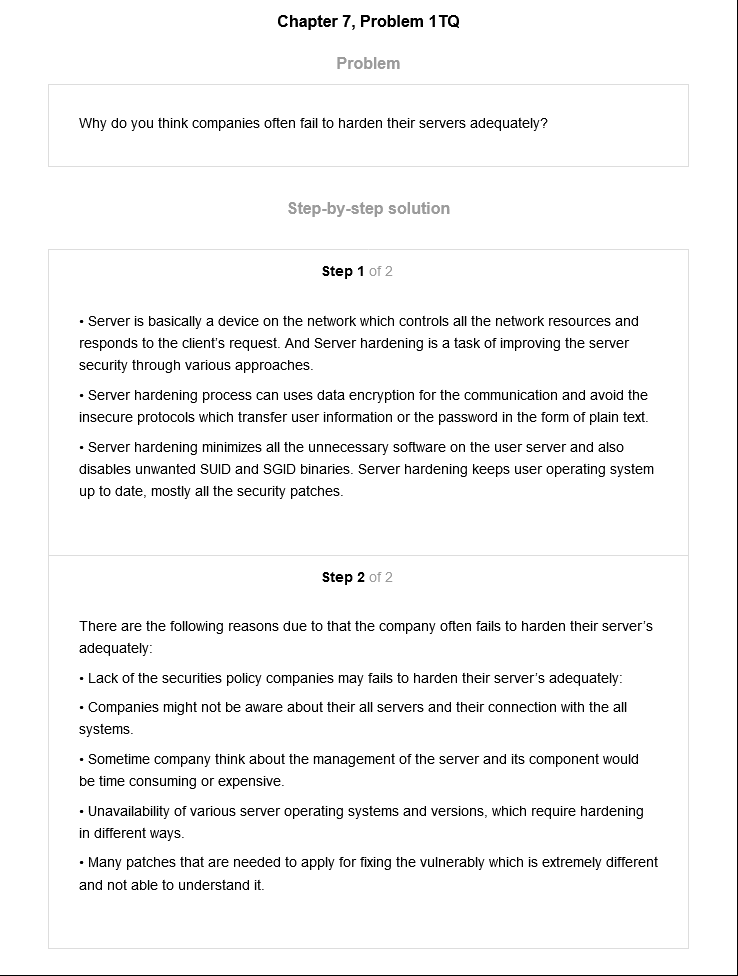 Chapter 7, Problem 1TQ
Problem
Why do you think companies often fail to harden their servers adequately?
Step-by-step solution
Step 1 of 2
• Server is basically a device on the network which controls all the network resources and
responds to the client's request. And Server hardening is a task of improving the server
security through various approaches.
• Server hardening process can uses data encryption for the communication and avoid the
insecure protocols which transfer user information or the password in the form of plain text.
• Server hardening minimizes all the unnecessary software on the user server and also
disables unwanted SUID and SGID binaries. Server hardening keeps user operating system
up to date, mostly all the security patches.
Step 2 of 2
There are the following reasons due to that the company often fails to harden their server's
adequately:
• Lack of the securities policy companies may fails to harden their server's adequately:
• Companies might not be aware about their all servers and their connection with the all
systems.
• Sometime company think about the management of the server and its component would
be time consuming or expensive.
• Unavailability of various server operating systems and versions, which require hardening
in different ways.
• Many patches that are needed to apply for fixing the vulnerably which is extremely different
and not able to understand it.